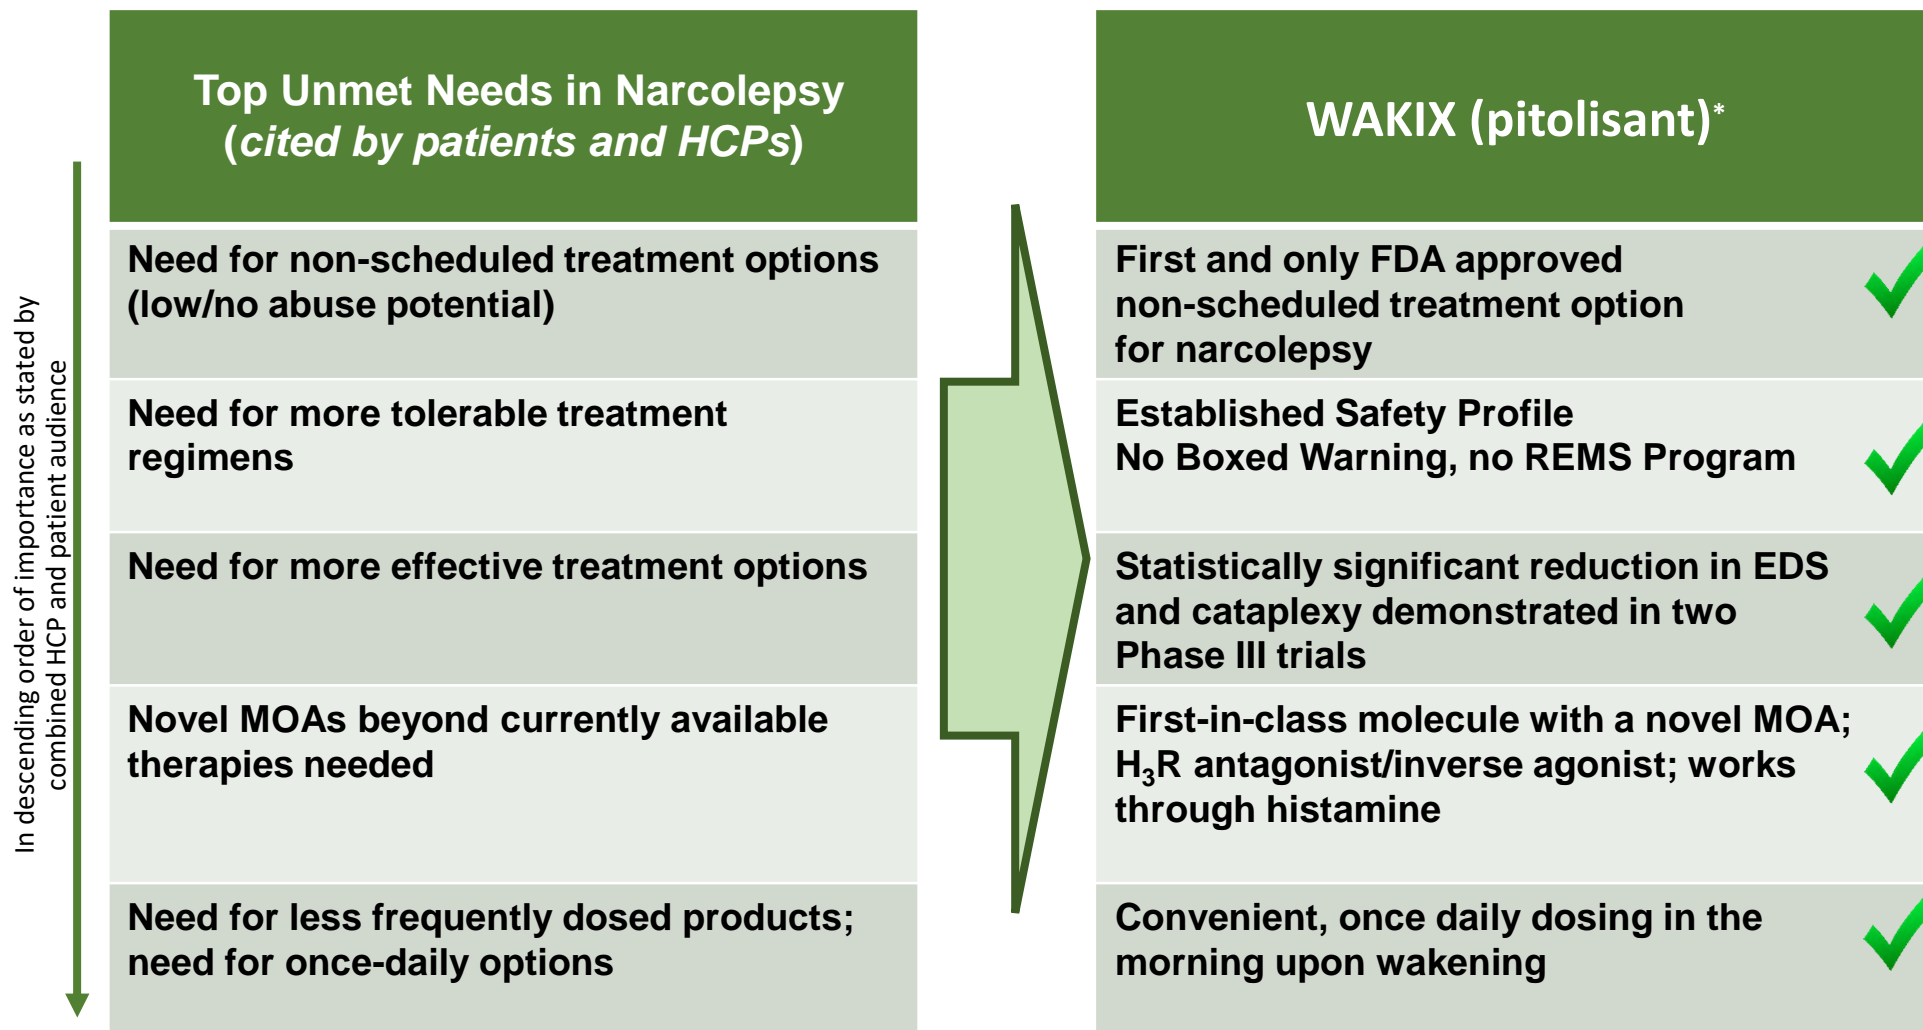 Top Unmet Needs in Narcolepsy
(cited by patients and HCPs)
WAKIX (pitolisant)*
In descending order of importance as stated by
combined HCP and patient audience
Need for non-scheduled treatment options
(low/no abuse potential)
First and only FDA approved
non-scheduled treatment option
for narcolepsy
Need for more tolerable treatment
regimens
Established Safety Profile
No Boxed Warning, no REMS Program
Need for more effective treatment options
Statistically significant reduction in EDS
and cataplexy demonstrated in two
Phase III trials
Novel MOAs beyond currently available
therapies needed
First-in-class molecule with a novel MOA;
H₃R antagonist/inverse agonist; works
through histamine
Need for less frequently dosed products;
need for once-daily options
Convenient, once daily dosing in the
morning upon wakening